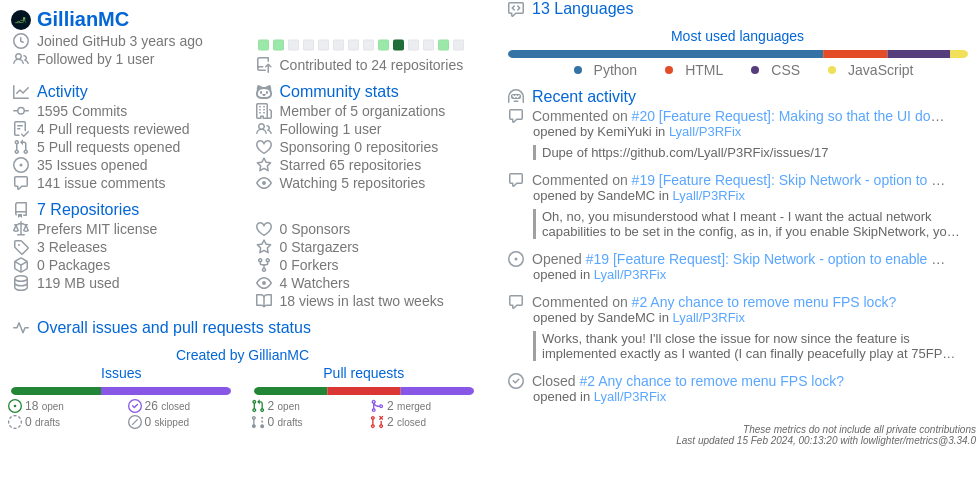 GillianMC
Joined GitHub 3 years ago
Followed by 1 user
Contributed to 24 repositories
Activity
1595 Commits
4 Pull requests reviewed
5 Pull requests opened
35 Issues opened
141 issue comments
Community stats
Member of 5 organizations
Following 1 user
Sponsoring 0 repositories
Starred 65 repositories
Watching 5 repositories
7 Repositories
Prefers MIT license
3 Releases
0 Packages
119 MB used
0 Sponsors
0 Stargazers
0 Forkers
4 Watchers
18 views in last two weeks
Overall issues and pull requests status
Created by GillianMC
Issues
18 open
26 closed
0 drafts
0 skipped
Pull requests
2 open
2 merged
0 drafts
2 closed
13 Languages
Most used languages
Python HTML CSS JavaScript
Recent activity
Commented on #20 [Feature Request]: Making so that the UI do…
opened by KemiYuki in Lyall/P3RFix
Dupe of https://github.com/Lyall/P3RFix/issues/17
Commented on #19 [Feature Request]: Skip Network - option to …
opened by SandeMC in Lyall/P3RFix
Oh, no, you misunderstood what I meant - I want the actual network
capabilities to be set in the config, as in, if you enable SkipNetwork, yo…
Opened #19 [Feature Request]: Skip Network - option to enable …
opened in Lyall/P3RFix
Commented on #2 Any chance to remove menu FPS lock?
opened by SandeMC in Lyall/P3RFix
Works, thank you! I'll close the issue for now since the feature is
implemented exactly as I wanted (I can finally peacefully play at 75FP…
Closed #2 Any chance to remove menu FPS lock?
opened in Lyall/P3RFix
These metrics do not include all private contributions
Last updated 15 Feb 2024, 00:13:20 with lowlighter/metrics@3.34.0